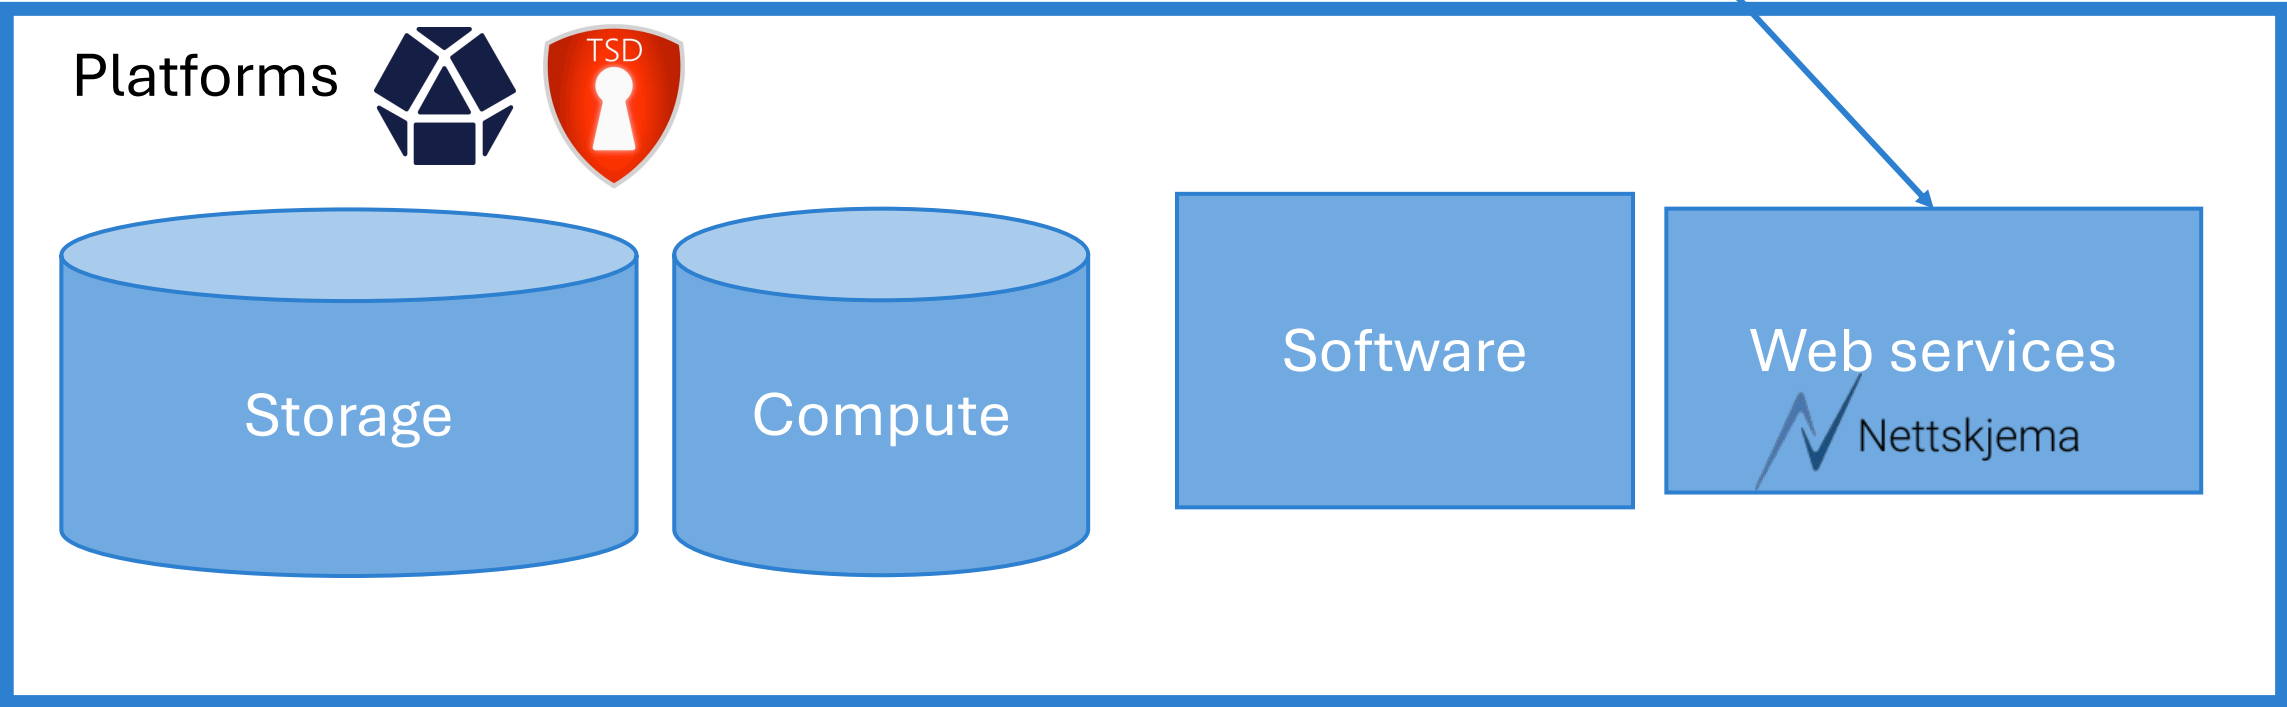 Platforms
TSD
Storage
Compute
Software
Web services
Nettskjema